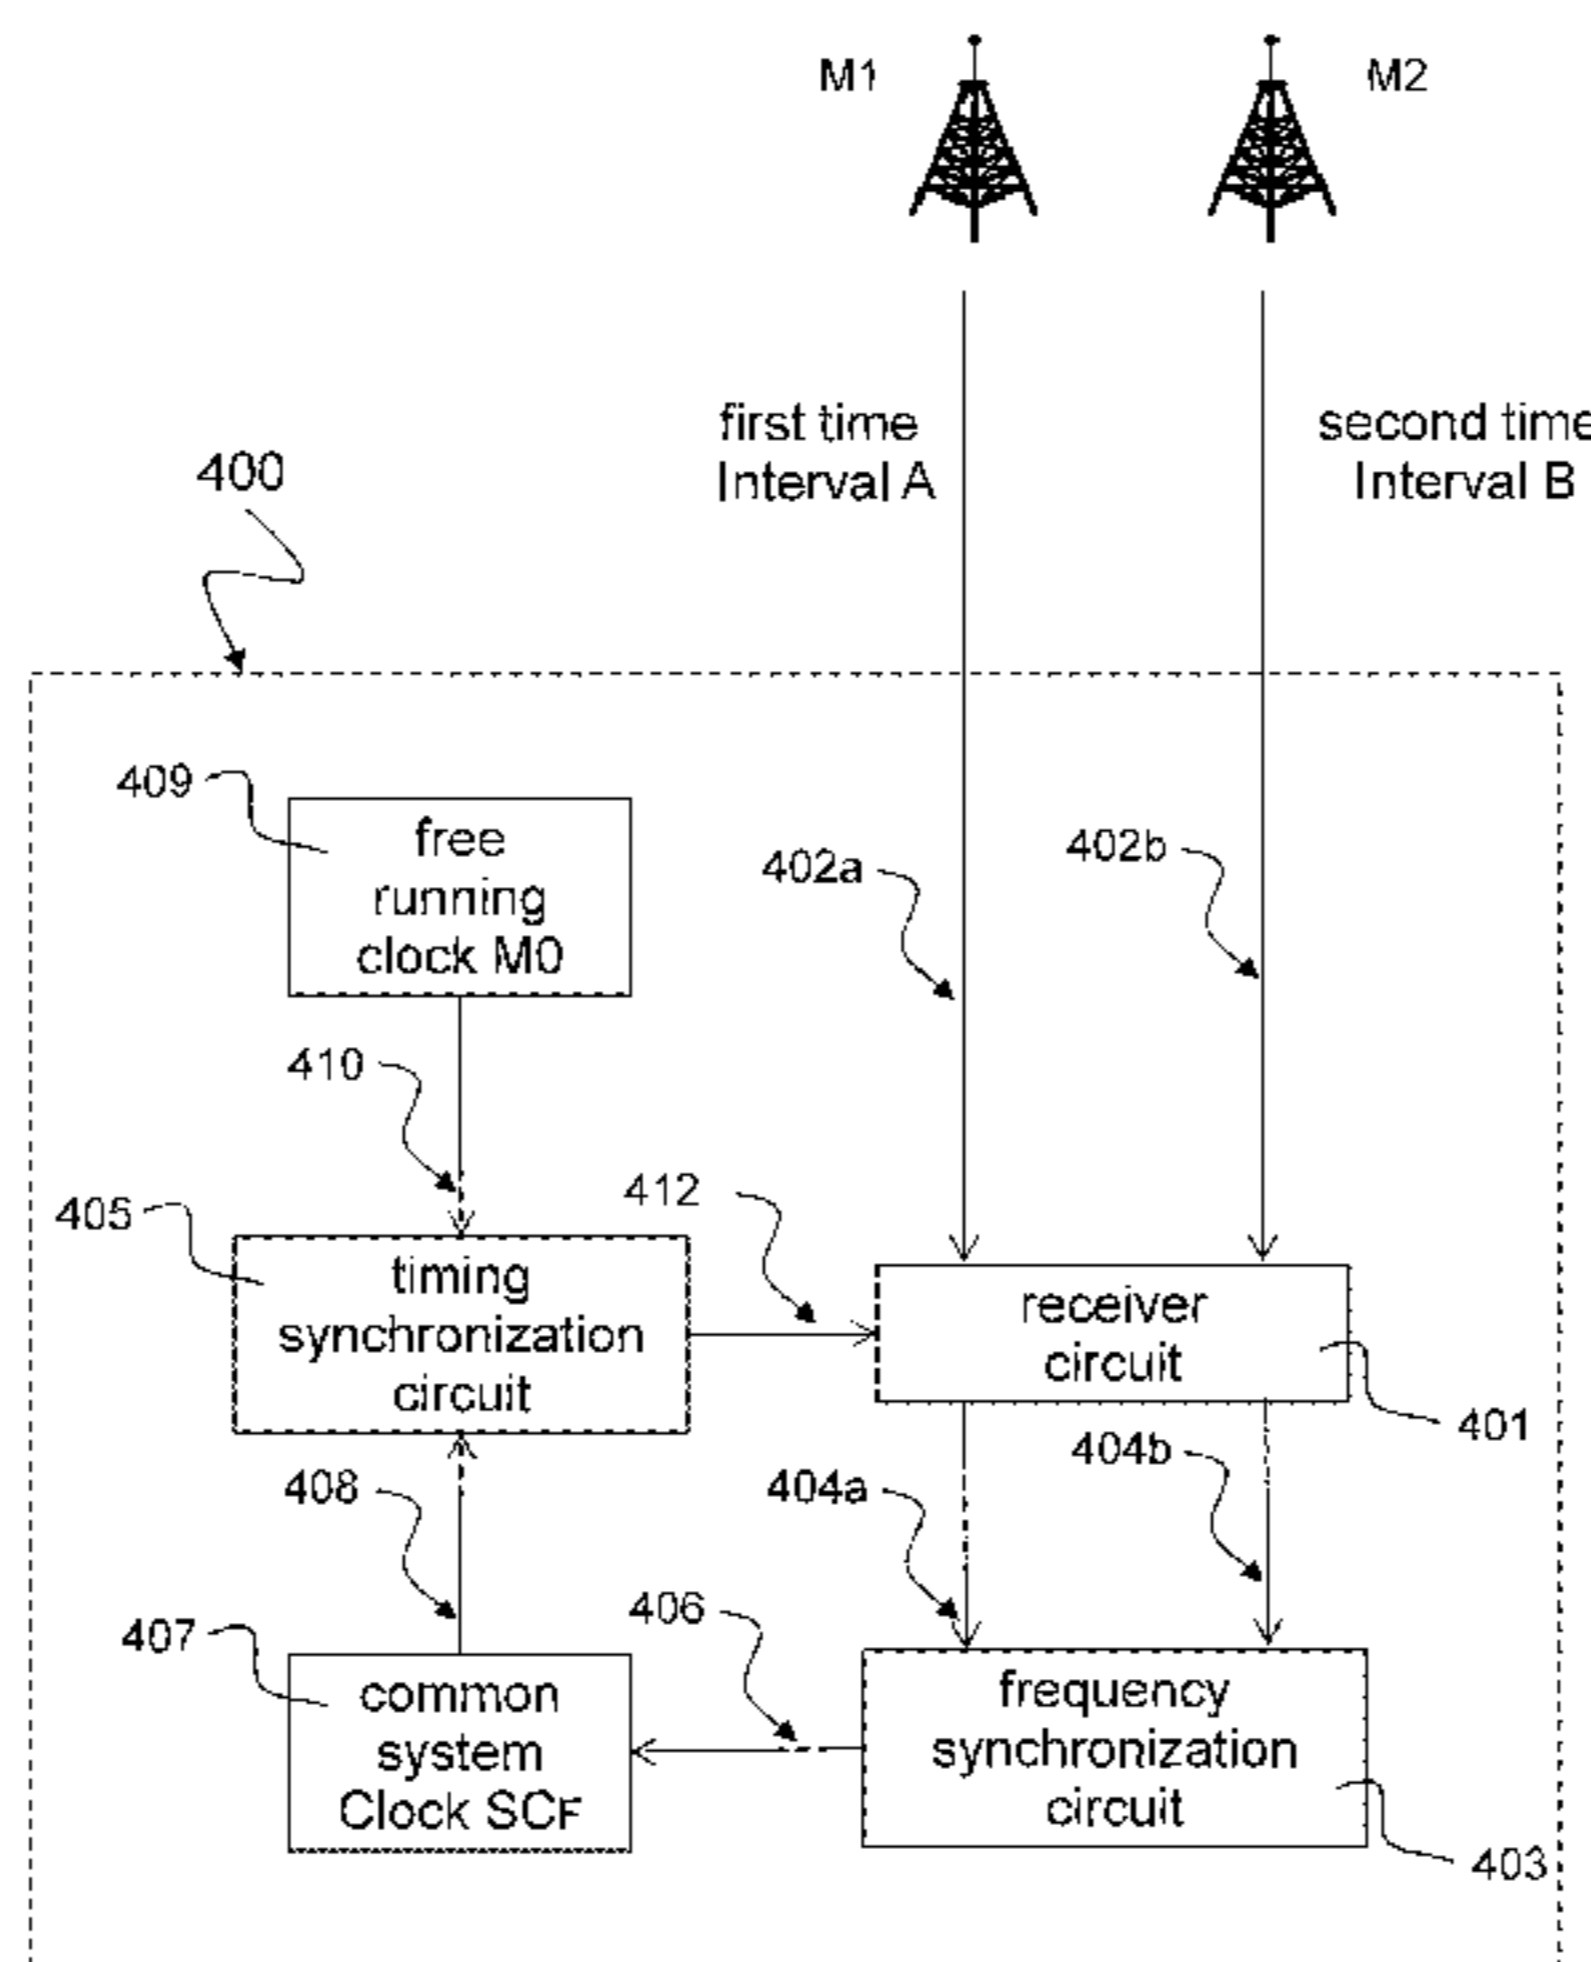 M1
M2
first time
Interval A
second time
Interval B
400
409
free
running
clock M0
402a
402b
410
405
412
timing
synchronization
circuit
receiver
circuit
401
408
404a
404b
407
406
common
system
Clock SCF
frequency
synchronization
circuit
403